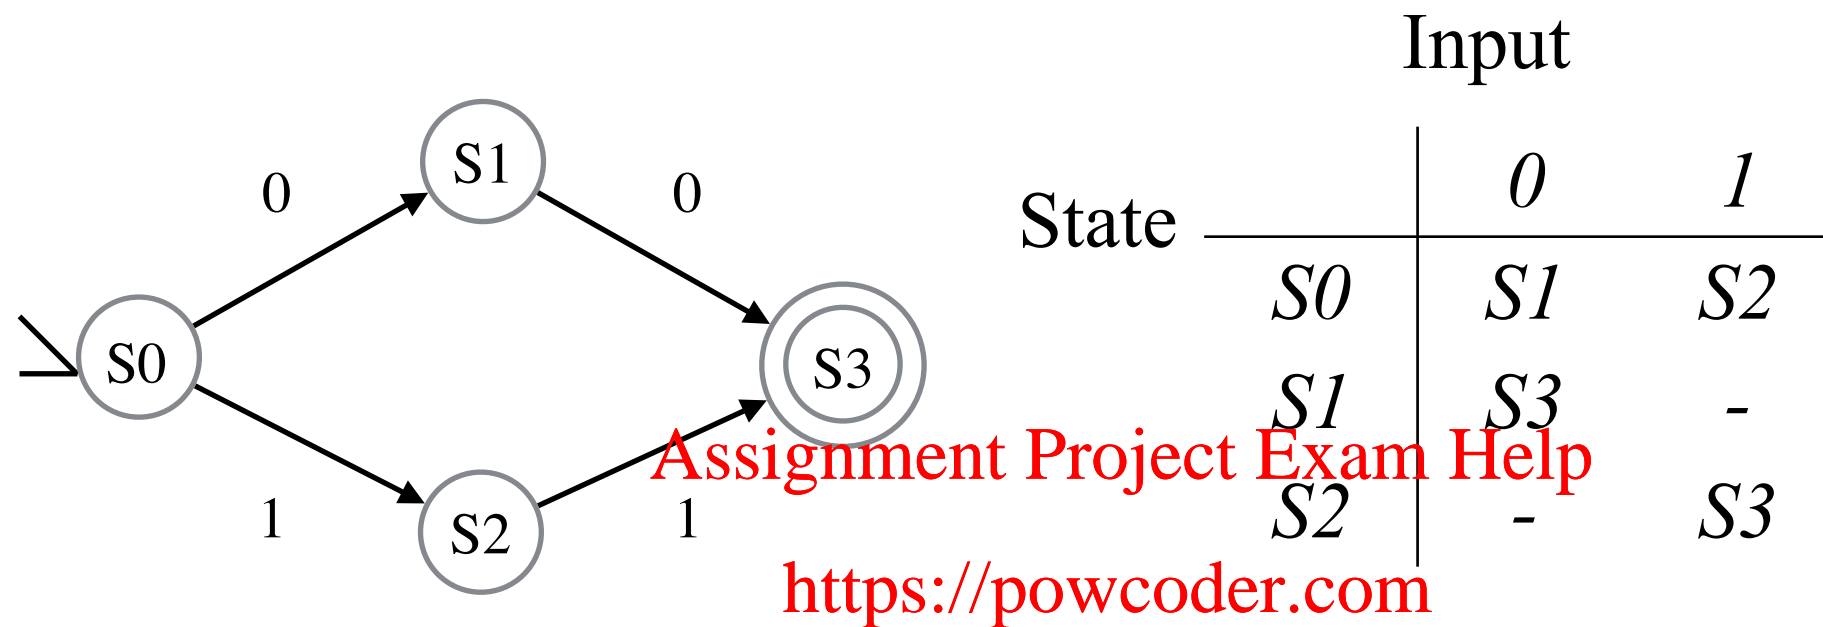 Input
S1
0
0
0
1
State
S0
S1
S2
S0
S3
S1
S3
-
Assignment Project Exam Help
1
S2
1
S2
-
S3
https://powcoder.com